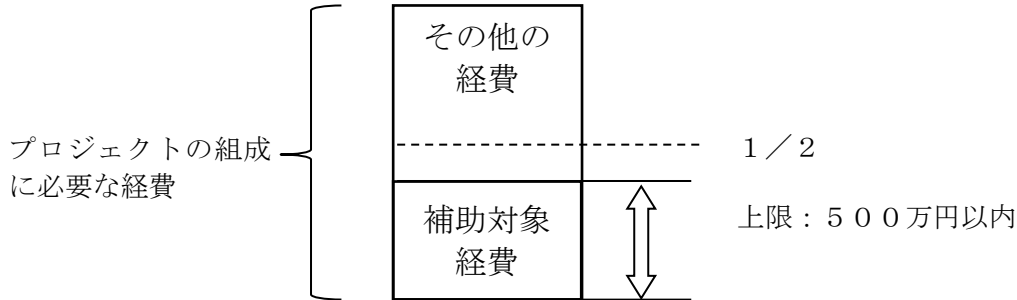 その他の
経費
プロジェクトの組成
に必要な経費
1/2
補助対象
経費
上限:500万円以内